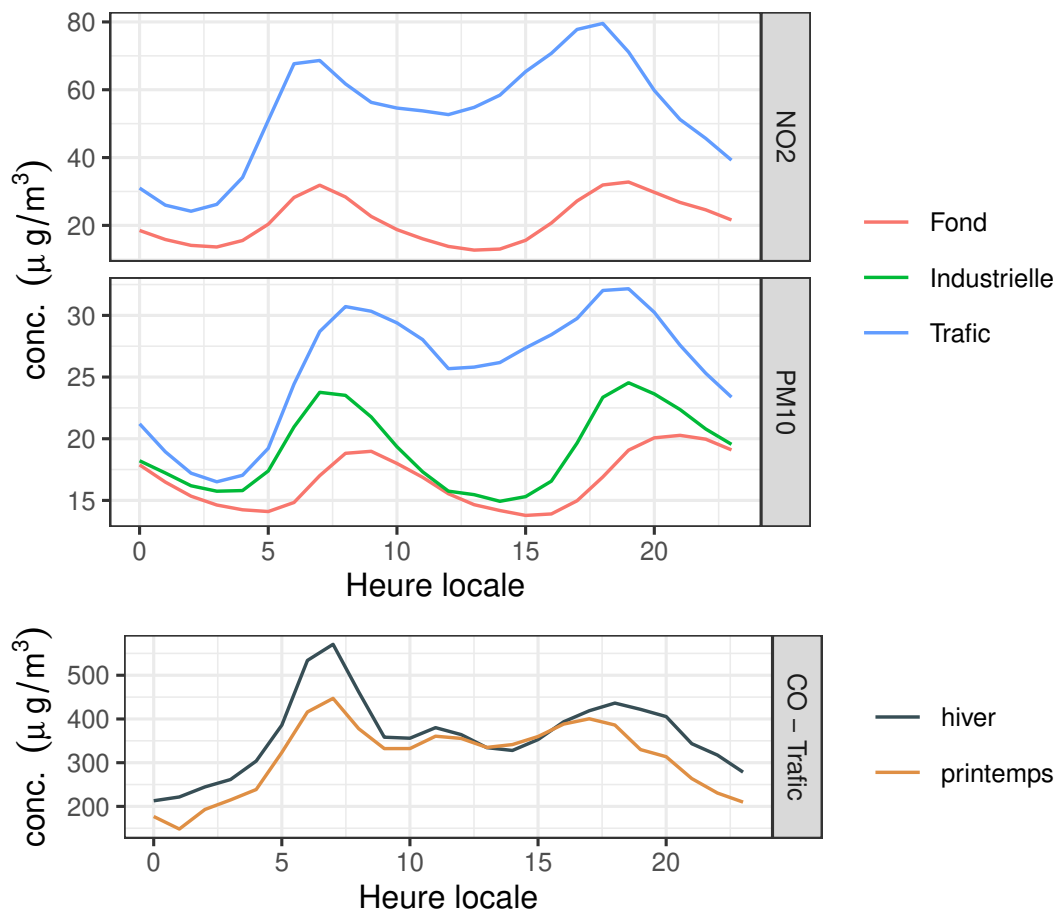 80
60
40
20
NO2
conc. (μ g/m³)
30
25
20
15
PM10
0 5 10 15 20
Heure locale
Fond
Industrielle
Trafic
conc. (μ g/m³)
500
400
300
200
CO – Trafic
0 5 10 15 20
Heure locale
hiver
printemps